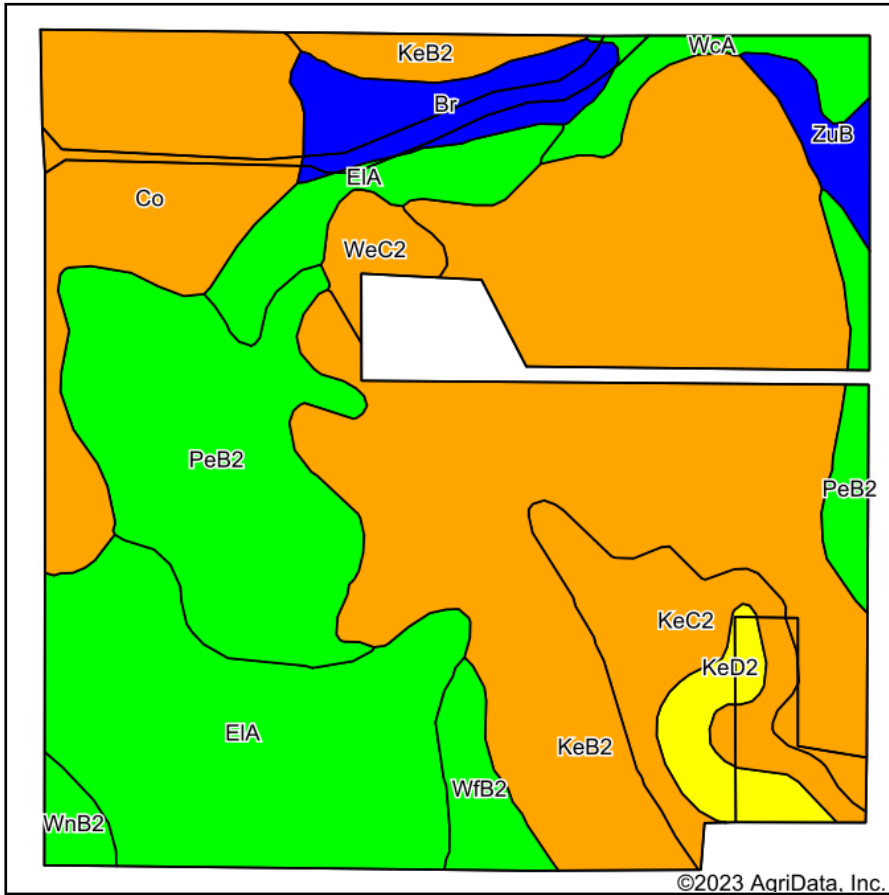 WcA
KeB2
Br
ZuB
ElA
Co
WeC2
PeB2
PeB2
KeC2
KeD2
ElA
KeB2
WfB2
WnB2
©2023 AgriData, Inc.